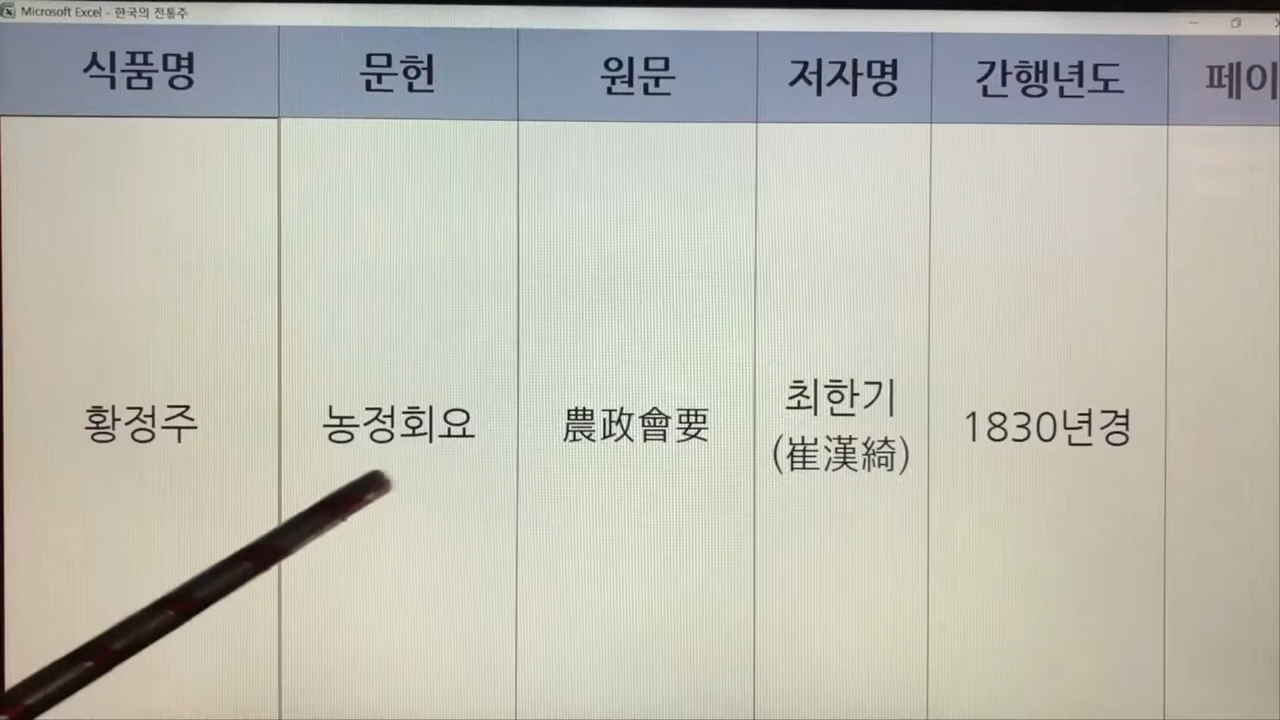 Microsoft Excel - 한국의 전통주
식품명 문헌 원문 저자명 간행년도 페이
황정주 농정회요 農政會要 최한기 (崔漢綺) 1830년경